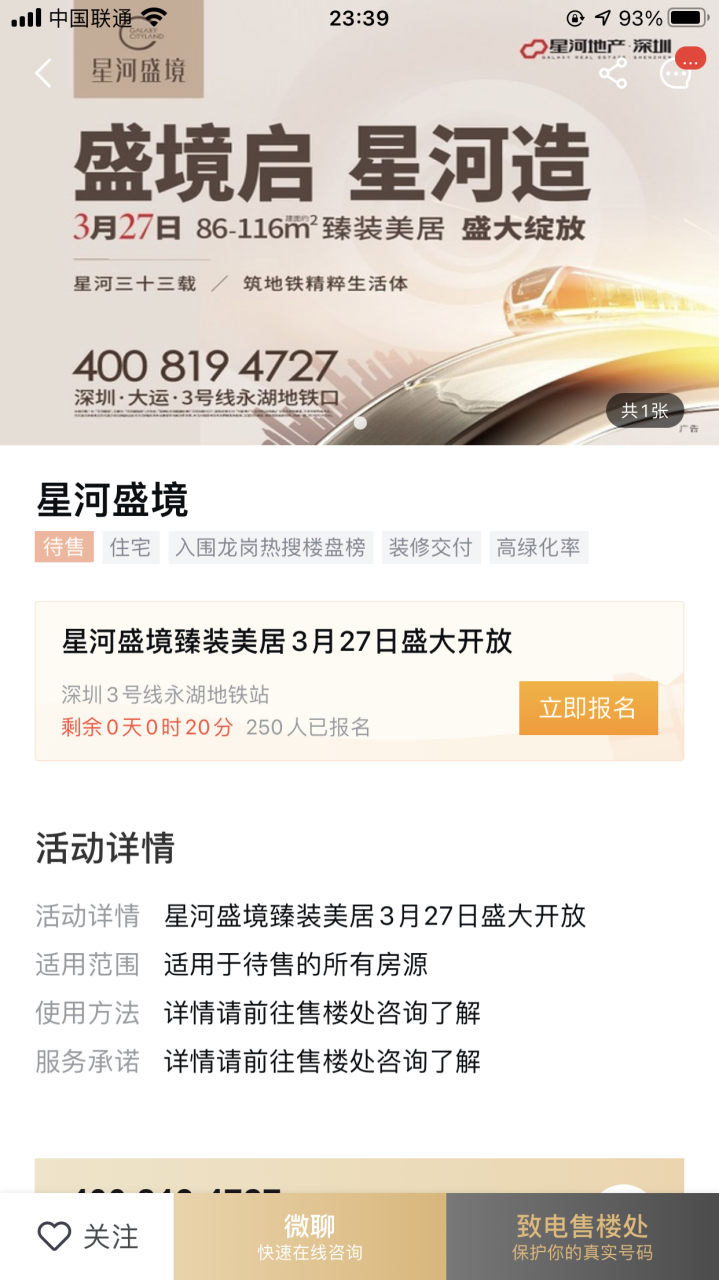 中国联通
23:39
93%
GALAXY
CITYLAND
星河盛境
星河地产·深圳
GALAXY REAL ESTATE · SHENZHEN
...
盛境启 星河造
3月27日 86-116m²臻装美居 盛大绽放
建面约
星河三十三载 / 筑地铁精粹生活体
400 819 4727
深圳·大运·3号线永湖地铁口
共1张
广告
星河盛境
待售 住宅 入围龙岗热搜楼盘榜 装修交付 高绿化率
星河盛境臻装美居3月27日盛大开放
深圳3号线永湖地铁站
剩余0天0时20分 250人已报名
立即报名
活动详情
活动详情 星河盛境臻装美居3月27日盛大开放
适用范围 适用于待售的所有房源
使用方法 详情请前往售楼处咨询了解
服务承诺 详情请前往售楼处咨询了解
400 819 4727
关注
微聊
快速在线咨询
致电售楼处
保护你的真实号码